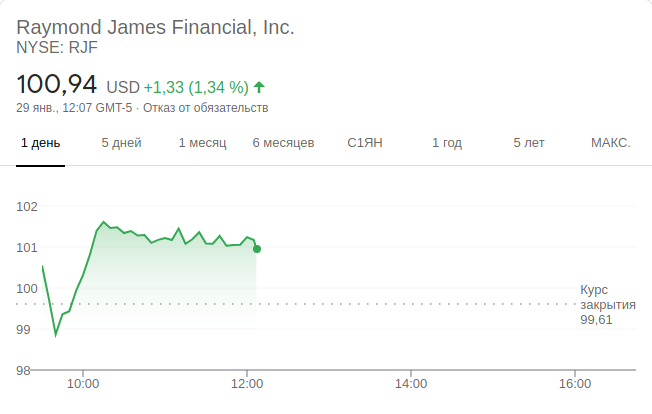 Raymond James Financial, Inc.
NYSE: RJF
100,94 USD +1,33 (1,34 %)
29 янв., 12:07 GMT-5 · Отказ от обязательств
1 день 5 дней 1 месяц 6 месяцев С1ЯН 1 год 5 лет МАКС.
102
101
100
99
98
Курс
закрытия
99,61
10:00 12:00 14:00 16:00